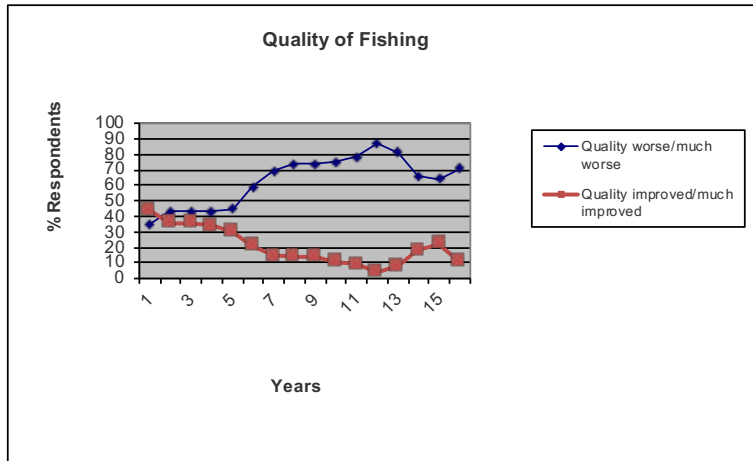 Quality of Fishing
% Respondents
100
90
80
70
60
50
40
30
20
10
0
1
3
5
7
9
11
13
15
Years
Quality worse/much
worse
Quality improved/much
improved